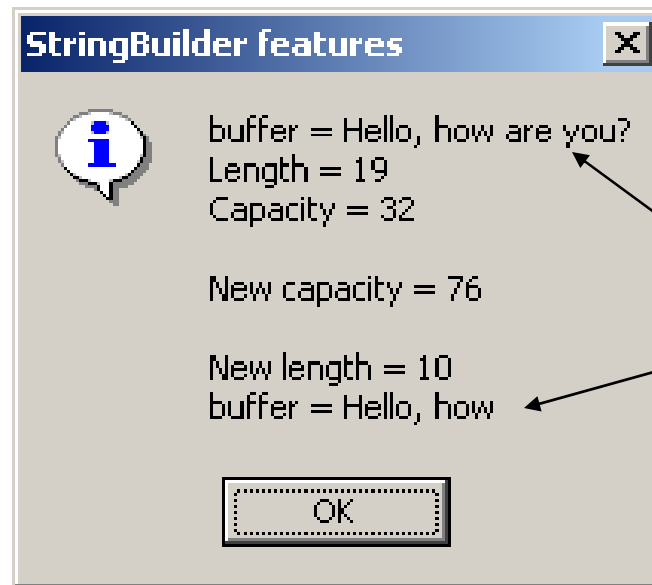 StringBuilder features
buffer = Hello, how are you?
Length = 19
Capacity = 32
New capacity = 76
New length = 10
buffer = Hello, how
OK